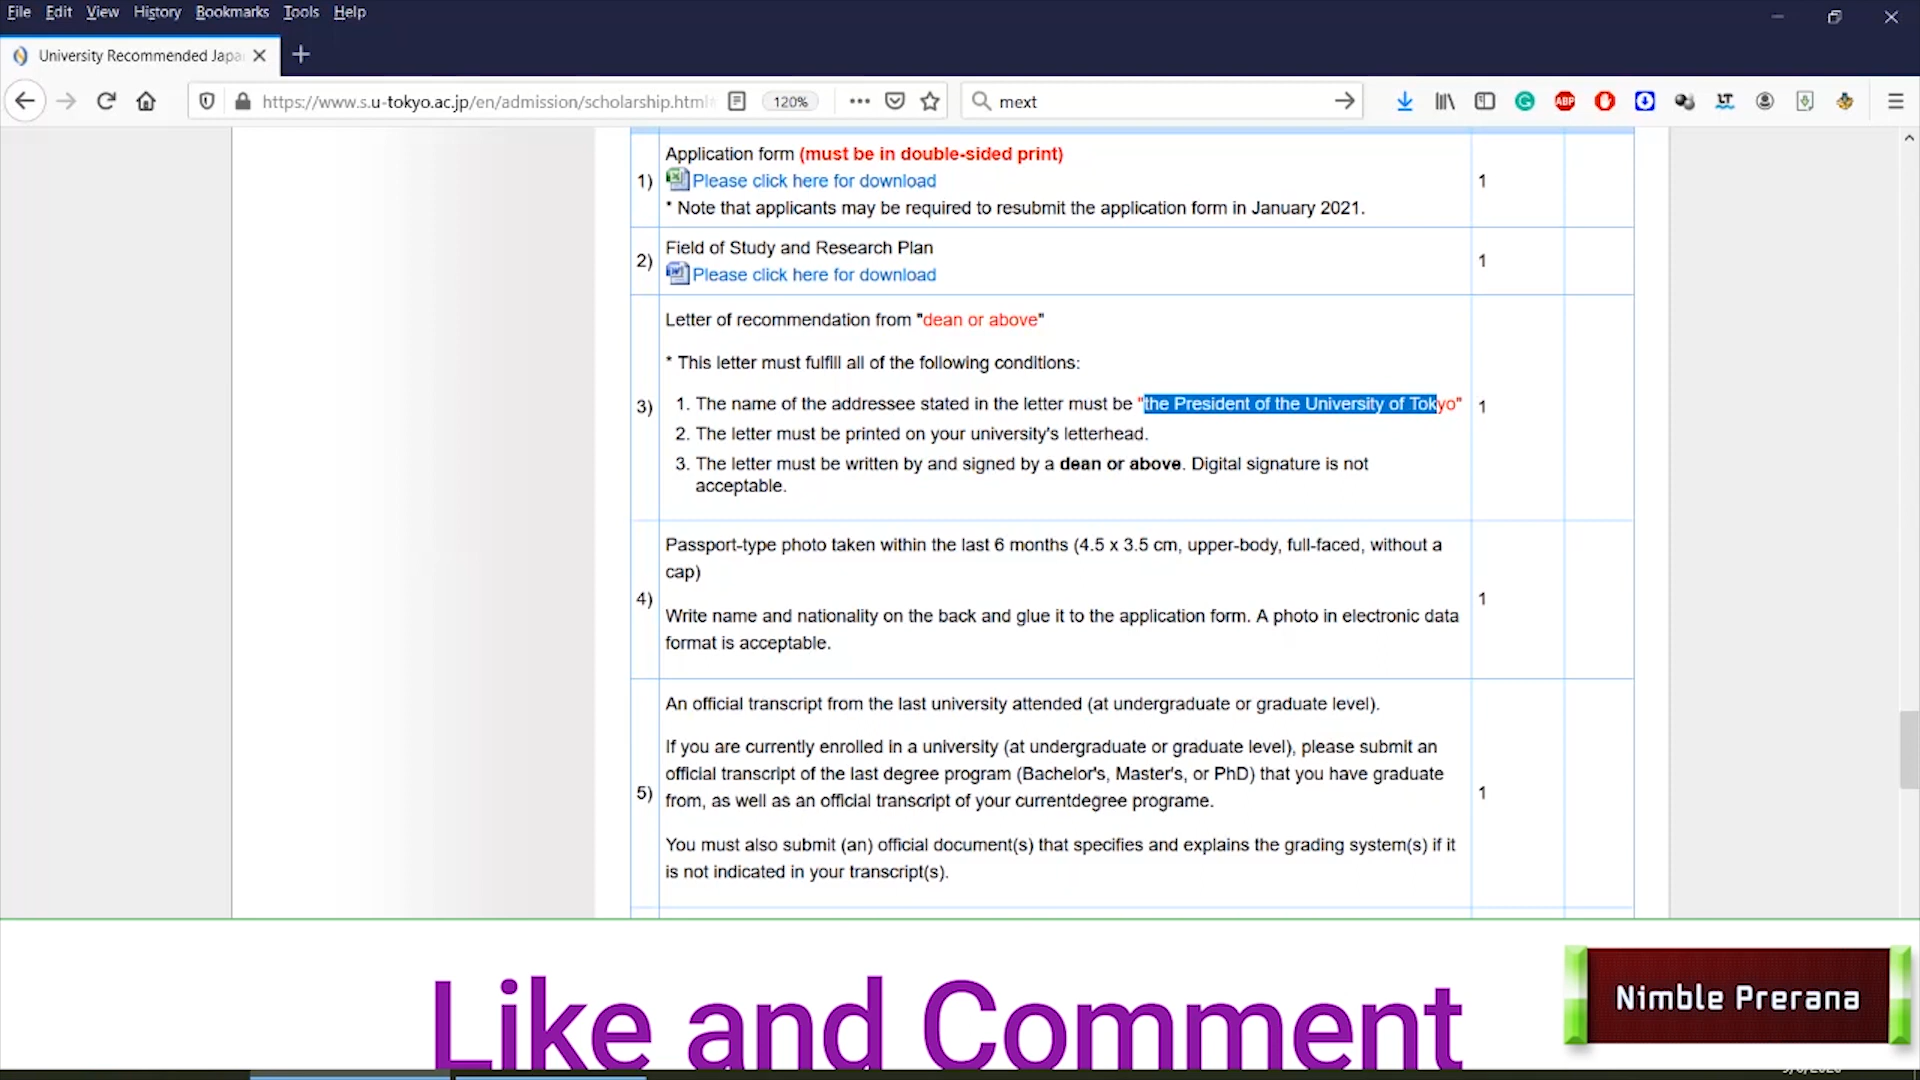 File Edit View History Bookmarks Tools Help
University Recommended Japa
https://www.s.u-tokyo.ac.jp/en/admission/scholarship.html
120%
mext
Application form (must be in double-sided print)
1) Please click here for download 1
* Note that applicants may be required to resubmit the application form in January 2021.
Field of Study and Research Plan
2) 1
Please click here for download
Letter of recommendation from "dean or above"
* This letter must fulfill all of the following conditions:
3) 1. The name of the addressee stated in the letter must be "the President of the University of Tokyo" 1
2. The letter must be printed on your university's letterhead.
3. The letter must be written by and signed by a dean or above. Digital signature is not
acceptable.
Passport-type photo taken within the last 6 months (4.5 x 3.5 cm, upper-body, full-faced, without a
cap)
4) 1
Write name and nationality on the back and glue it to the application form. A photo in electronic data
format is acceptable.
An official transcript from the last university attended (at undergraduate or graduate level).
If you are currently enrolled in a university (at undergraduate or graduate level), please submit an
official transcript of the last degree program (Bachelor's, Master's, or PhD) that you have graduate
5) from, as well as an official transcript of your currentdegree programe. 1
You must also submit (an) official document(s) that specifies and explains the grading system(s) if it
is not indicated in your transcript(s).
Like and Comment
Nimble Prerana